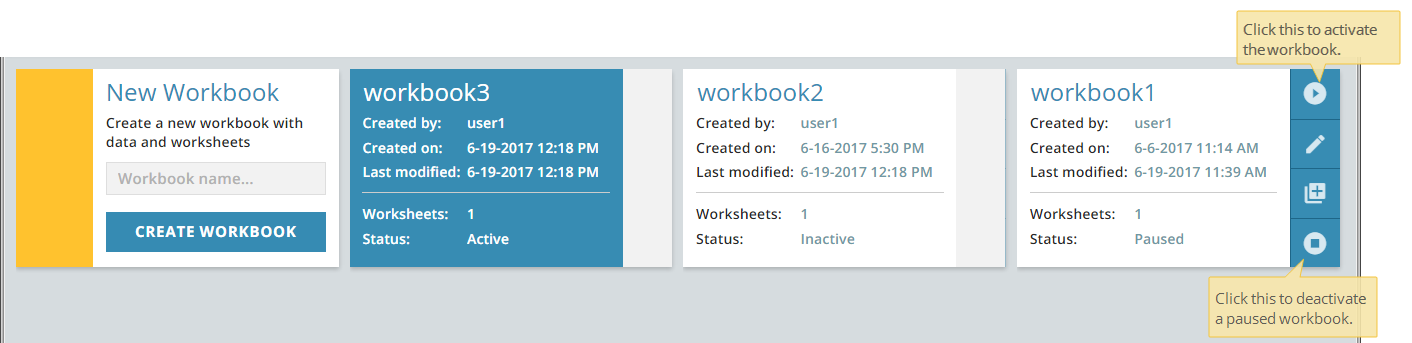 Click this to activate
the workbook.
New Workbook
Create a new workbook with
data and worksheets
Workbook name...
CREATE WORKBOOK
workbook3
Created by: user1
Created on: 6-19-2017 12:18 PM
Last modified: 6-19-2017 12:18 PM
Worksheets: 1
Status: Active
workbook2
Created by: user1
Created on: 6-16-2017 5:30 PM
Last modified: 6-19-2017 12:18 PM
Worksheets: 1
Status: Inactive
workbook1
Created by: user1
Created on: 6-6-2017 11:14 AM
Last modified: 6-19-2017 11:39 AM
Worksheets: 1
Status: Paused
Click this to deactivate
a paused workbook.